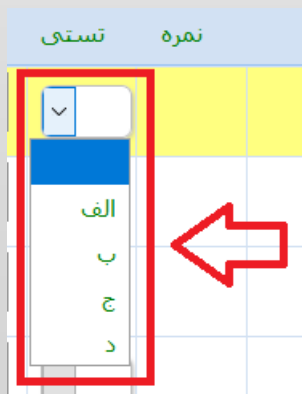 نمره تستی
الف
ب
ج
د